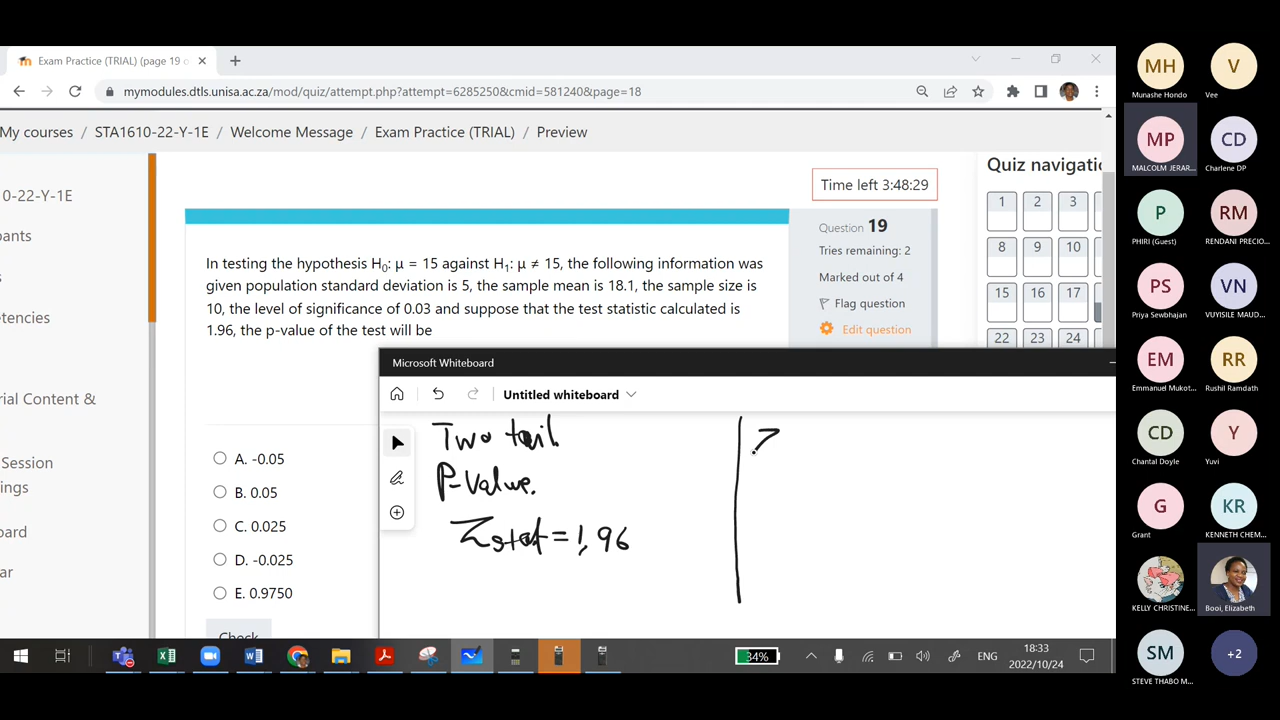 Exam Practice (TRIAL) (page 19 o
mymodules.dtls.unisa.ac.za/mod/quiz/attempt.php?attempt=6285250&cmid=581240&page=18
My courses / STA1610-22-Y-1E / Welcome Message / Exam Practice (TRIAL) / Preview
0-22-Y-1E
pants
s
etencies
rial Content &
Session
ings
ord
ar
Time left 3:48:29
In testing the hypothesis H₀: μ = 15 against H₁: μ ≠ 15, the following information was
given population standard deviation is 5, the sample mean is 18.1, the sample size is
10, the level of significance of 0.03 and suppose that the test statistic calculated is
1.96, the p-value of the test will be
A. -0.05
B. 0.05
C. 0.025
D. -0.025
E. 0.9750
Check
Question 19
Tries remaining: 2
Marked out of 4
Flag question
Edit question
Quiz navigatio
1 2 3
8 9 10
15 16 17
22 23 24
Microsoft Whiteboard
Untitled whiteboard
Two tail.
P-Value.
Zstat = 1,96
34%
ENG
18:33
2022/10/24
MH
Munashe Hondo
V
Vee
MP
MALCOLM JERAR...
CD
Charlene DP
P
PHIRI (Guest)
RM
RENDANI PRECIO...
PS
Priya Sewbhajan
VN
VUYISILE MAUD...
EM
Emmanuel Mukot...
RR
Rushil Ramdath
CD
Chantal Doyle
Y
Yuvi
G
Grant
KR
KENNETH CHEM...
KELLY CHRISTINE...
Booi, Elizabeth
SM
STEVE THABO M...
+2